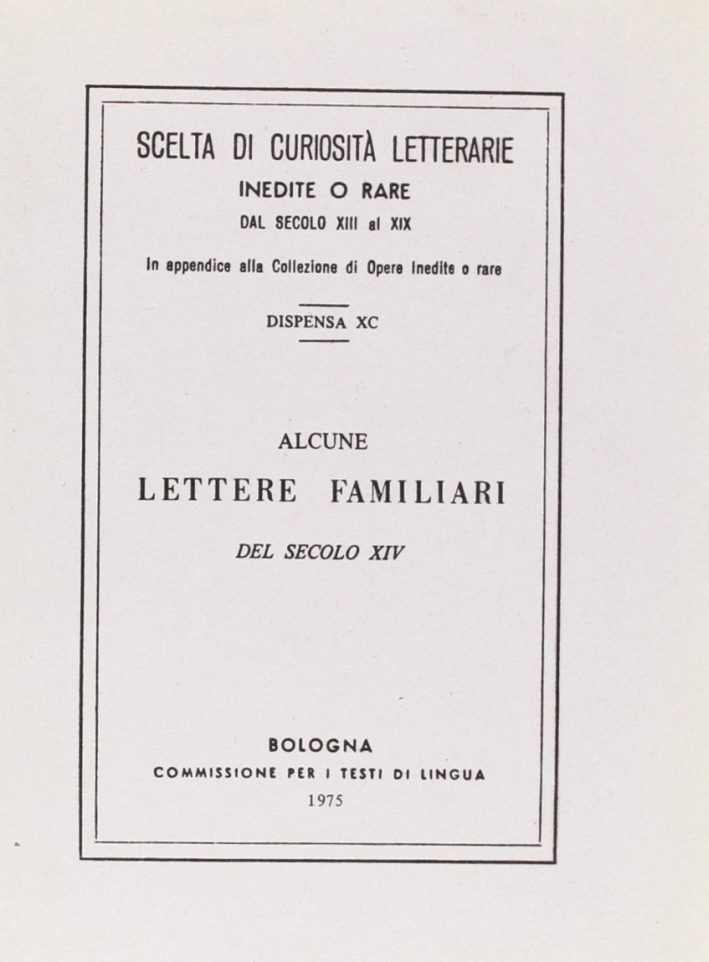 SCELTA DI CURIOSITÀ LETTERARIE
INEDITE O RARE
DAL SECOLO XIII al XIX
In appendice alla Collezione di Opere Inedite o rare
DISPENSA XC
ALCUNE
LETTERE FAMILIARI
DEL SECOLO XIV
BOLOGNA
COMMISSIONE PER I TESTI DI LINGUA
1975